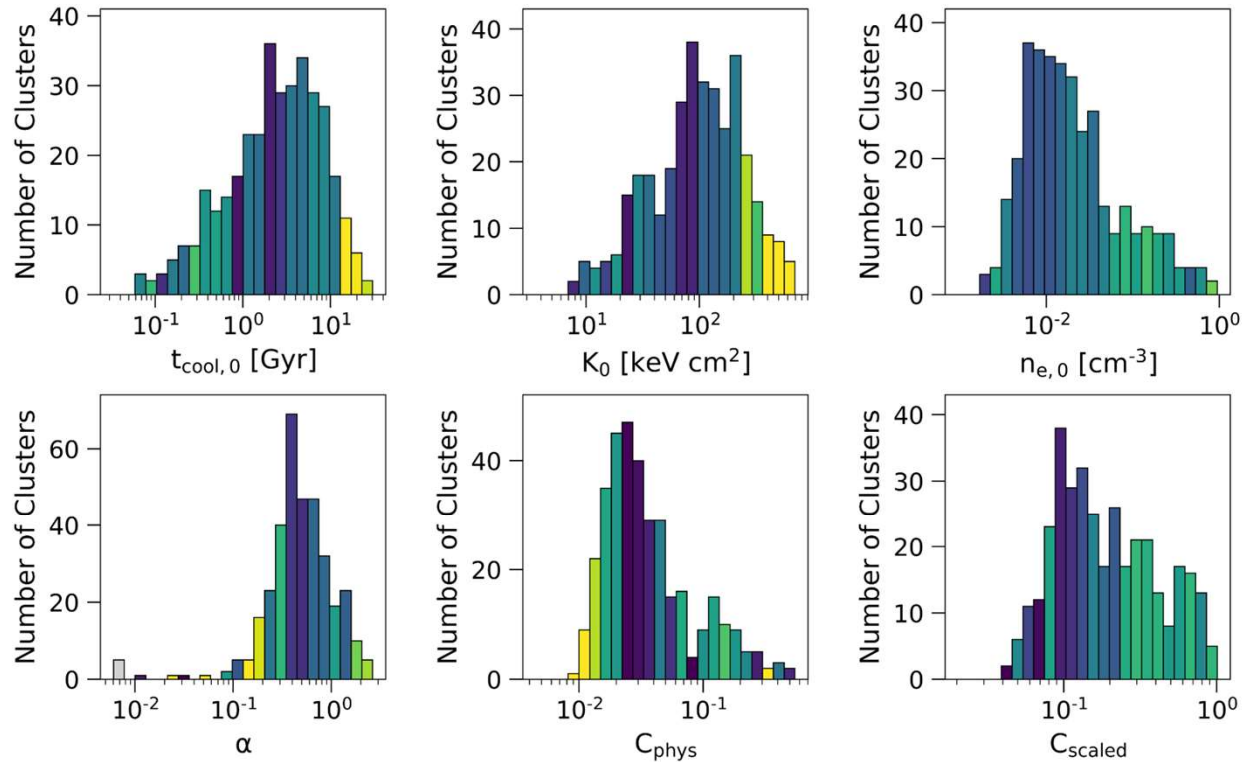 Number of Clusters
40
30
20
10
0
10⁻¹ 10⁰ 10¹
t_cool, 0 [Gyr]
Number of Clusters
40
30
20
10
0
10¹ 10²
K₀ [keV cm²]
Number of Clusters
40
30
20
10
0
10⁻² 10⁰
n_e, 0 [cm⁻³]
Number of Clusters
60
40
20
0
10⁻² 10⁻¹ 10⁰
α
Number of Clusters
40
20
0
10⁻² 10⁻¹
C_phys
Number of Clusters
40
30
20
10
0
10⁻¹ 10⁰
C_scaled